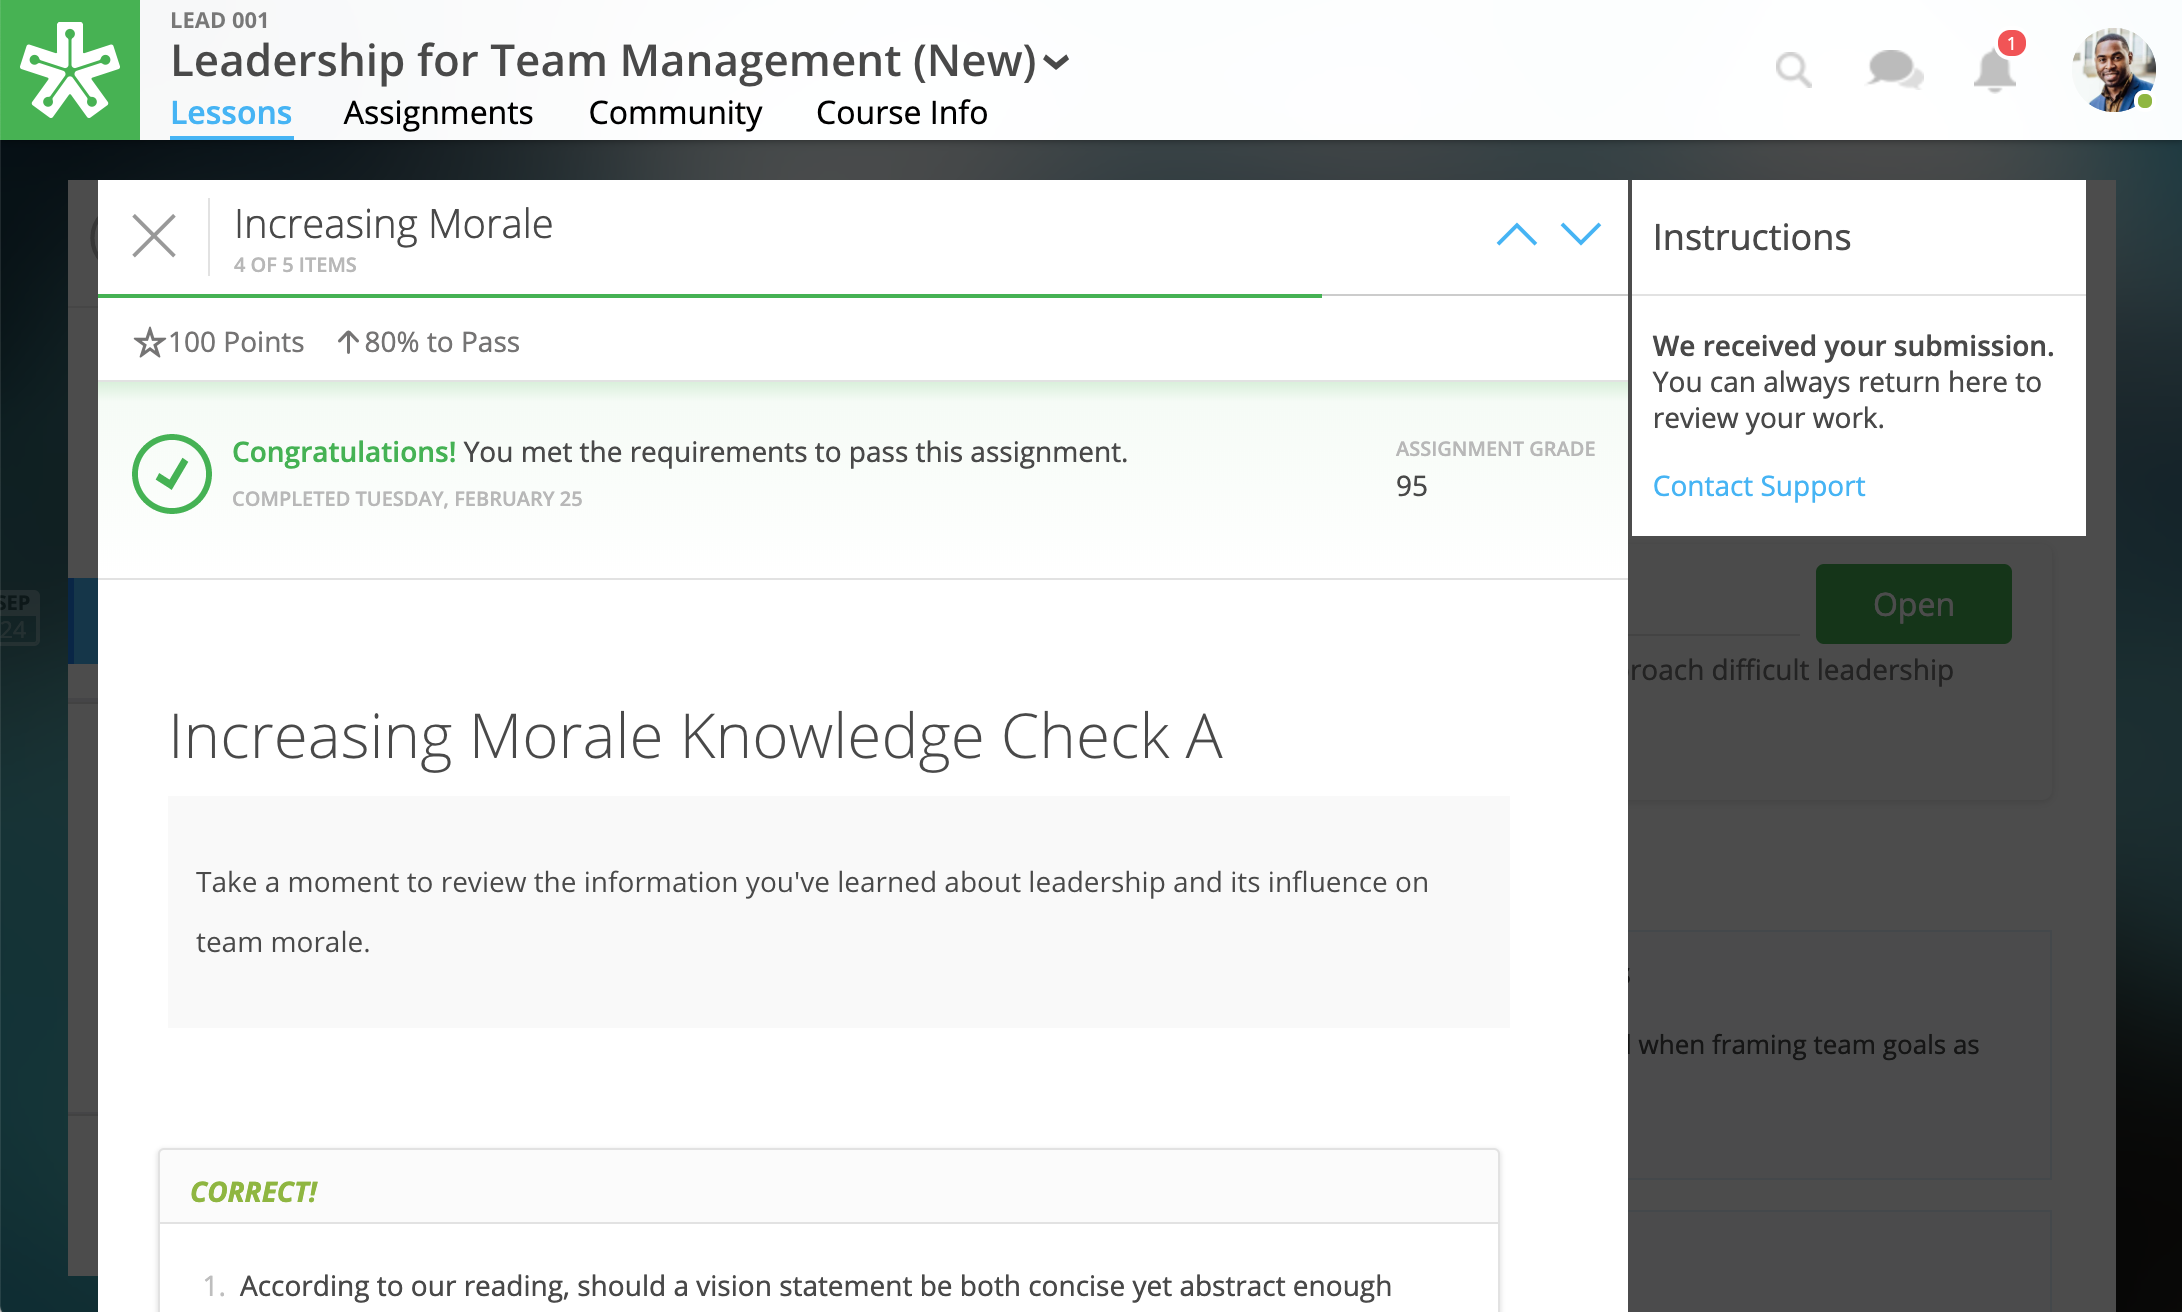 LEAD 001
Leadership for Team Management (New)
Lessons Assignments Community Course Info
1
Increasing Morale
4 OF 5 ITEMS
100 Points 80% to Pass
Congratulations! You met the requirements to pass this assignment.
COMPLETED TUESDAY, FEBRUARY 25
ASSIGNMENT GRADE
95
Instructions
We received your submission.
You can always return here to
review your work.
Contact Support
SEP
24
Open
roach difficult leadership
when framing team goals as
Increasing Morale Knowledge Check A
Take a moment to review the information you've learned about leadership and its influence on
team morale.
CORRECT!
1. According to our reading, should a vision statement be both concise yet abstract enough